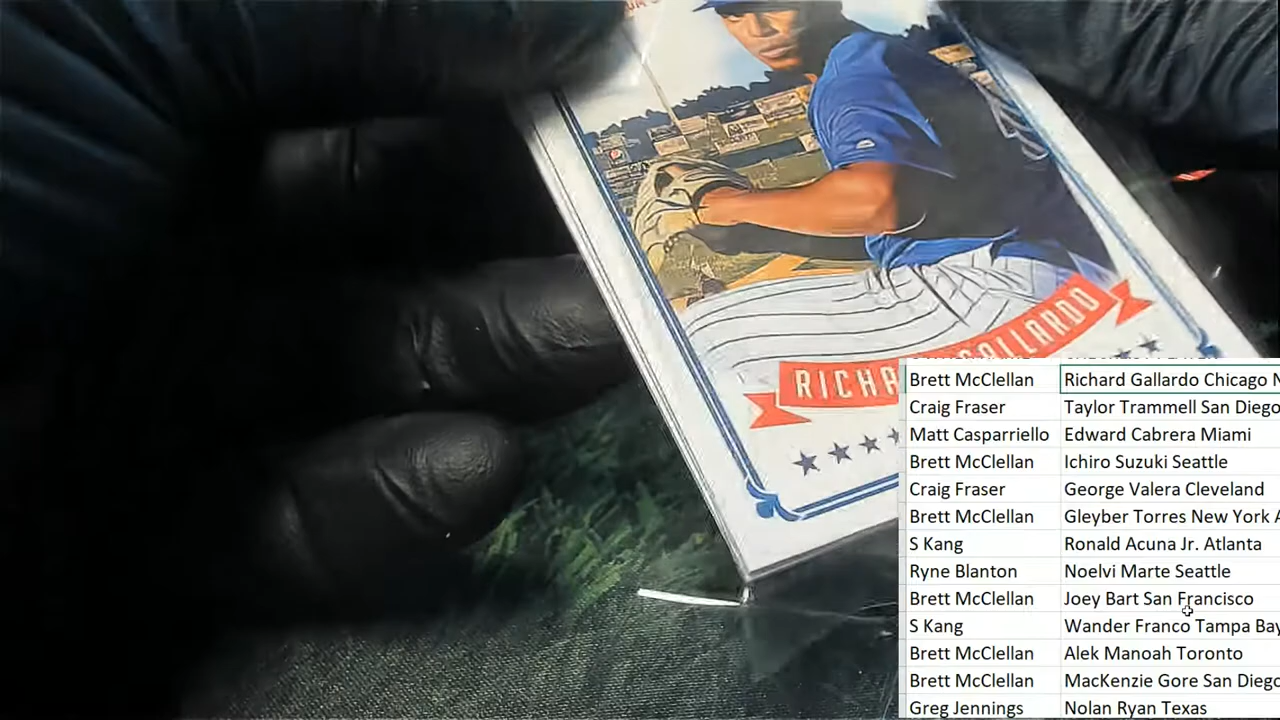 RICHA GALLARDO
Brett McClellan Richard Gallardo Chicago N
Craig Fraser Taylor Trammell San Diego
Matt Casparriello Edward Cabrera Miami
Brett McClellan Ichiro Suzuki Seattle
Craig Fraser George Valera Cleveland
Brett McClellan Gleyber Torres New York A
S Kang Ronald Acuna Jr. Atlanta
Ryne Blanton Noelvi Marte Seattle
Brett McClellan Joey Bart San Francisco
S Kang Wander Franco Tampa Bay
Brett McClellan Alek Manoah Toronto
Brett McClellan MacKenzie Gore San Diego
Greg Jennings Nolan Ryan Texas